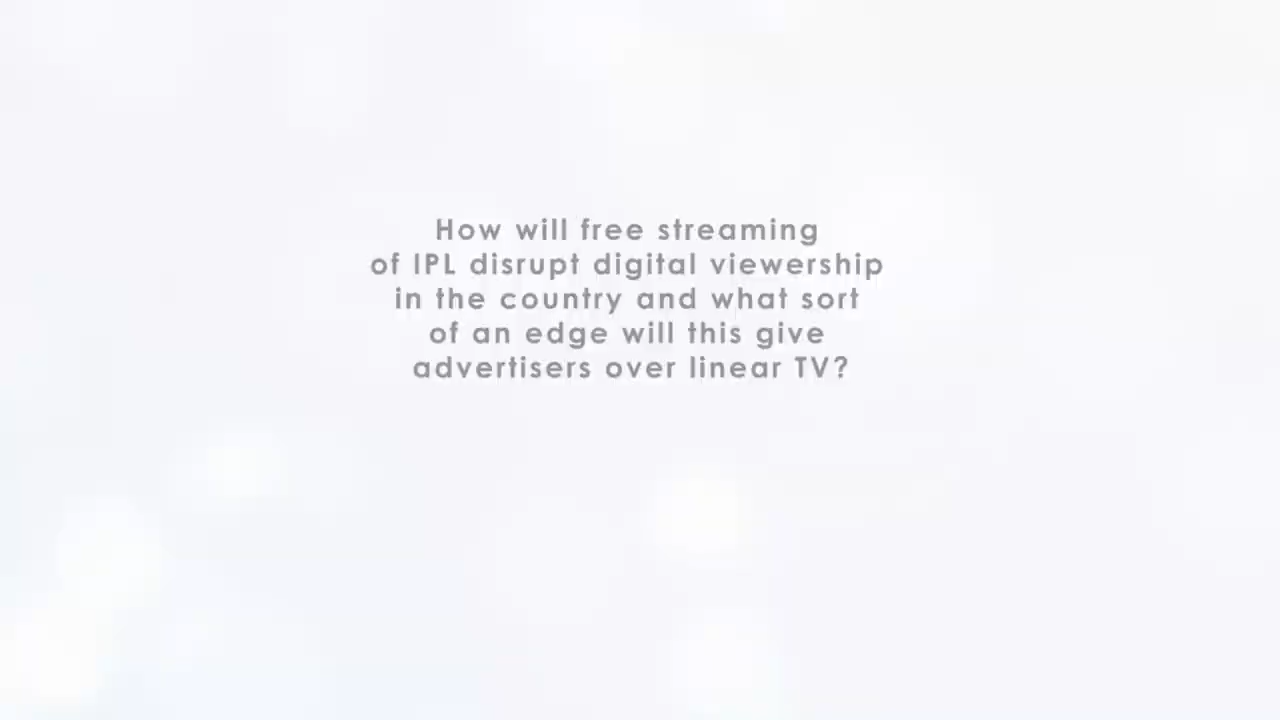 How will free streaming
of IPL disrupt digital viewership
in the country and what sort
of an edge will this give
advertisers over linear TV?